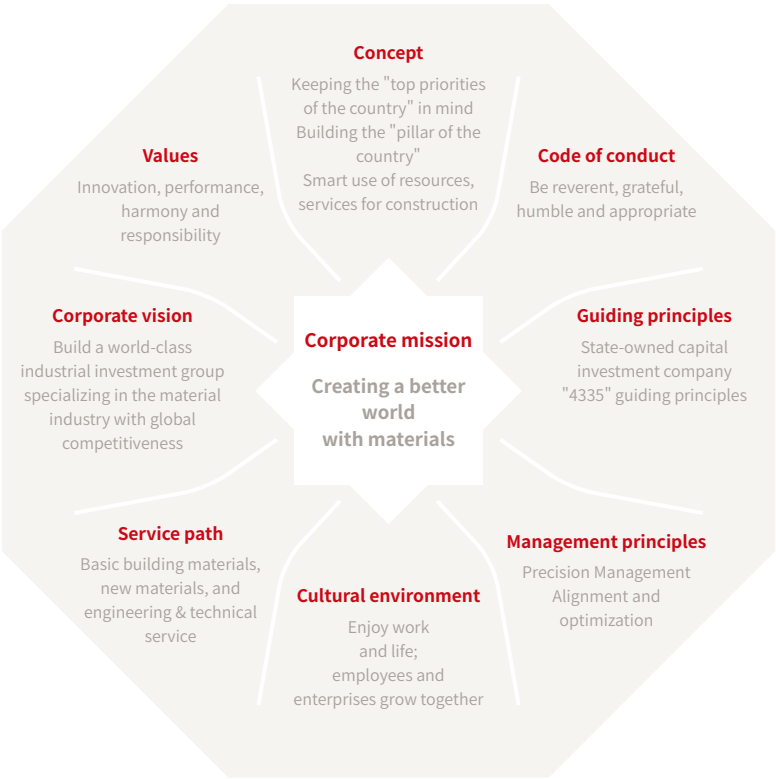 Concept
Keeping the "top priorities
of the country" in mind
Building the "pillar of the
country"
Smart use of resources,
services for construction
Values
Innovation, performance,
harmony and
responsibility
Code of conduct
Be reverent, grateful,
humble and appropriate
Corporate vision
Build a world-class
industrial investment group
specializing in the material
industry with global
competitiveness
Corporate mission
Creating a better
world
with materials
Guiding principles
State-owned capital
investment company
"4335" guiding principles
Service path
Basic building materials,
new materials, and
engineering & technical
service
Cultural environment
Enjoy work
and life;
employees and
enterprises grow together
Management principles
Precision Management
Alignment and
optimization